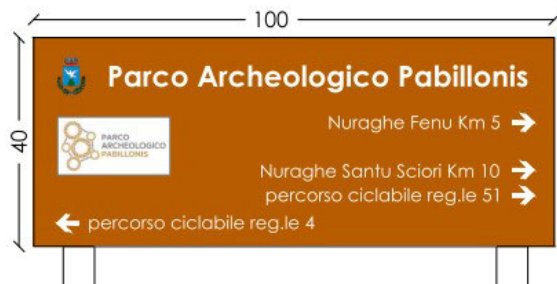 100
40
Parco Archeologico Pabillonis
PARCO
ARCHEOLOGICO
PABILLONIS
Nuraghe Fenu Km 5 →
Nuraghe Santu Sciori Km 10 →
percorso ciclabile reg.le 51 →
← percorso ciclabile reg.le 4